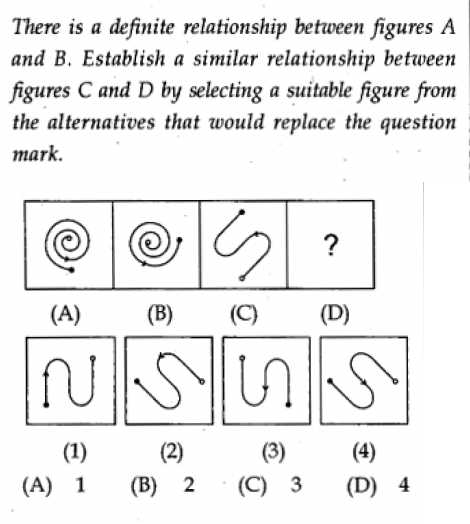 There is a definite relationship between figures A
and B. Establish a similar relationship between
figures C and D by selecting a suitable figure from
the alternatives that would replace the question
mark.
?
(A) (B) (C) (D)
(1) (2) (3) (4)
(A) 1 (B) 2 (C) 3 (D) 4